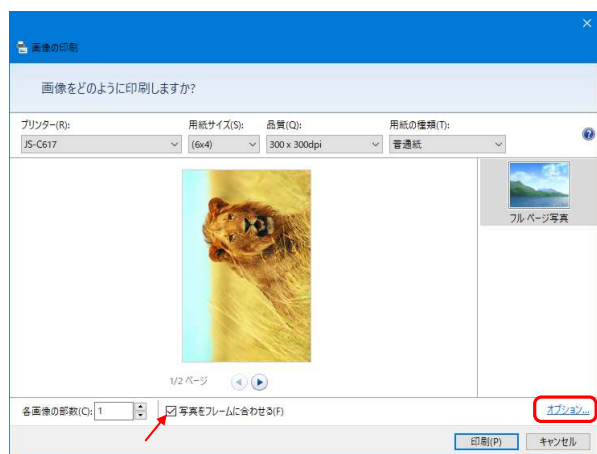 画像の印刷
画像をどのように印刷しますか?
プリンター(R): 用紙サイズ(S): 品質(Q): 用紙の種類(T):
JS-C617 (6x4) 300 x 300dpi 普通紙
フル ページ写真
1/2 ページ
各画像の部数(C): 1 写真をフレームに合わせる(F) オプション...
印刷(P) キャンセル